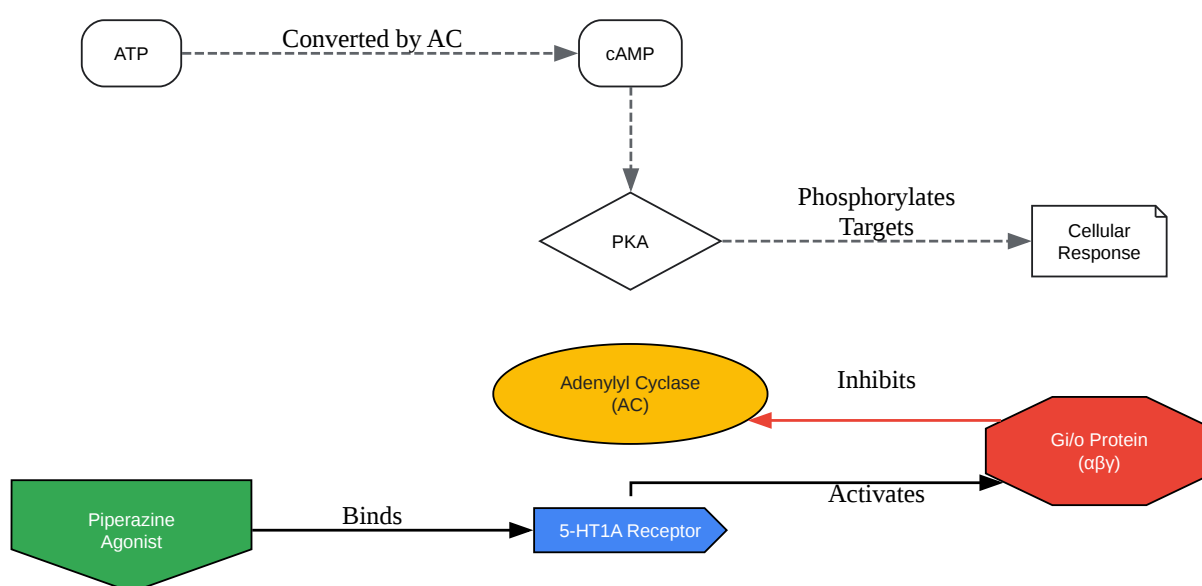 ATP
Converted by AC
cAMP
PKA
Phosphorylates
Targets
Cellular
Response
Adenylyl Cyclase
(AC)
Inhibits
Gi/o Protein
(αβγ)
Activates
Piperazine
Agonist
Binds
5-HT1A Receptor